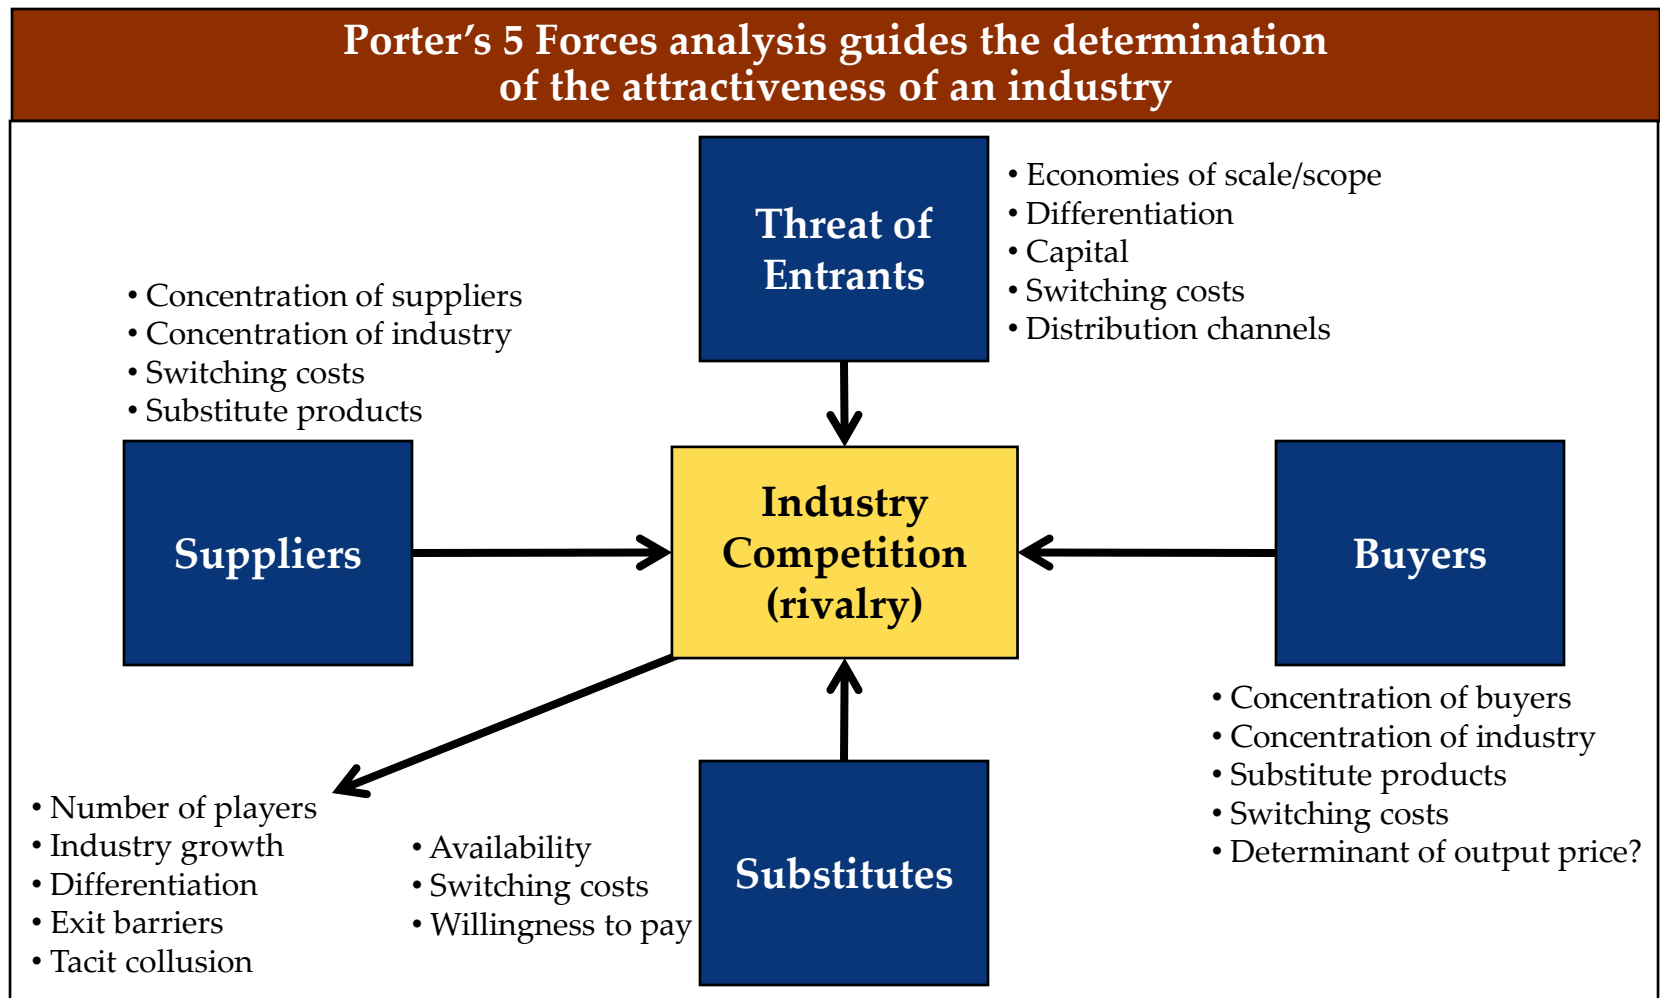 Porter’s 5 Forces analysis guides the determination
of the attractiveness of an industry
Threat of
Entrants
• Economies of scale/scope
• Differentiation
• Capital
• Switching costs
• Distribution channels
• Concentration of suppliers
• Concentration of industry
• Switching costs
• Substitute products
Suppliers
Industry
Competition
(rivalry)
Buyers
• Concentration of buyers
• Concentration of industry
• Substitute products
• Switching costs
• Determinant of output price?
• Number of players
• Industry growth
• Differentiation
• Exit barriers
• Tacit collusion
• Availability
• Switching costs
• Willingness to pay
Substitutes